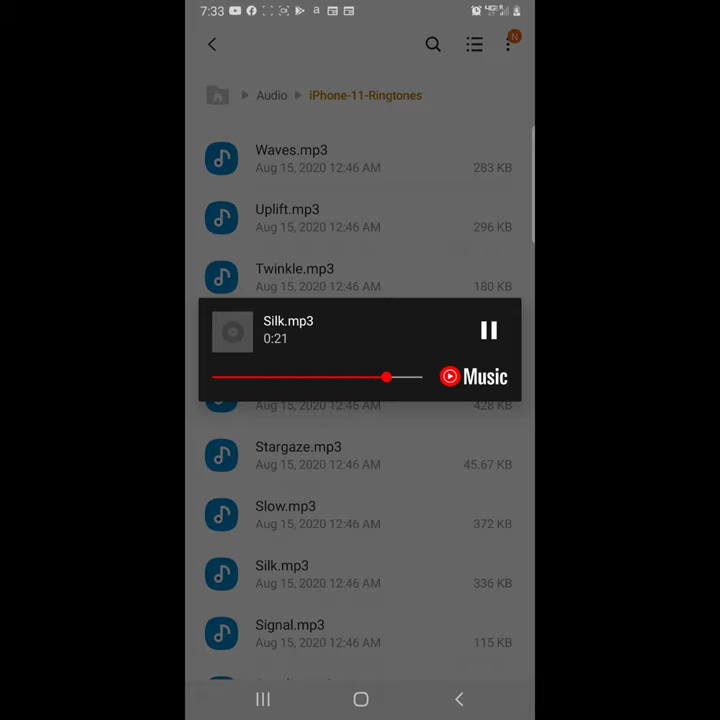 7:33
N
Audio
iPhone-11-Ringtones
Waves.mp3
Aug 15, 2020 12:46 AM 283 KB
Uplift.mp3
Aug 15, 2020 12:46 AM 296 KB
Twinkle.mp3
Aug 15, 2020 12:46 AM 180 KB
Silk.mp3
0:21
Music
Aug 15, 2020 12:46 AM 428 KB
Stargaze.mp3
Aug 15, 2020 12:46 AM 45.67 KB
Slow.mp3
Aug 15, 2020 12:46 AM 372 KB
Silk.mp3
Aug 15, 2020 12:46 AM 336 KB
Signal.mp3
Aug 15, 2020 12:46 AM 115 KB